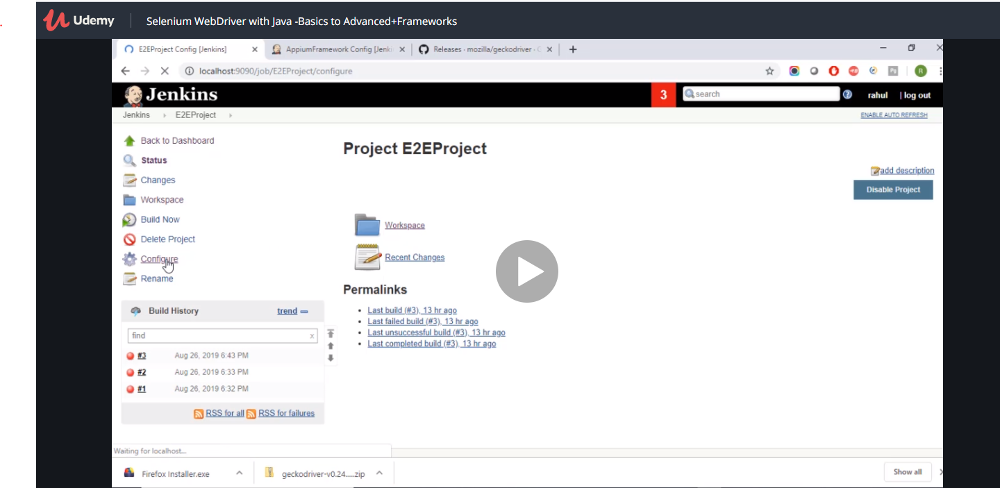 Udemy Selenium WebDriver with Java -Basics to Advanced+Frameworks
E2EProject Config [Jenkins] AppiumFramework Config [Jenk Releases · mozilla/geckodriver · G
localhost:9090/job/E2EProject/configure
Jenkins 3 search rahul | log out
Jenkins E2EProject ENABLE AUTO REFRESH
Back to Dashboard
Project E2EProject
Status
add description
Changes
Disable Project
Workspace
Build Now
Workspace
Delete Project
Recent Changes
Configure
Rename
Permalinks
Build History trend
Last build (#3), 13 hr ago
Last failed build (#3), 13 hr ago
find x
Last unsuccessful build (#3), 13 hr ago
Last completed build (#3), 13 hr ago
#3 Aug 26, 2019 6:43 PM
#2 Aug 26, 2019 6:33 PM
#1 Aug 26, 2019 6:32 PM
RSS for all RSS for failures
Waiting for localhost...
Firefox Installer.exe geckodriver-v0.24.....zip Show all